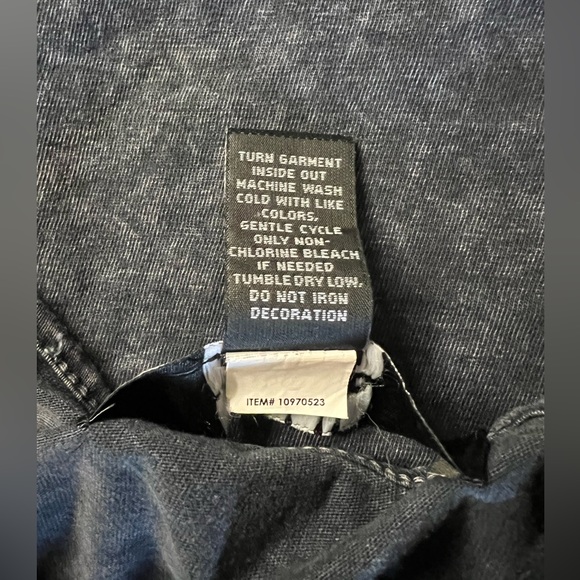 TURN GARMENT
INSIDE OUT
MACHINE WASH
COLD WITH LIKE
COLORS.
GENTLE CYCLE
ONLY NON-
CHLORINE BLEACH
IF NEEDED
TUMBLE DRY LOW.
DO NOT IRON
DECORATION
ITEM# 10970523